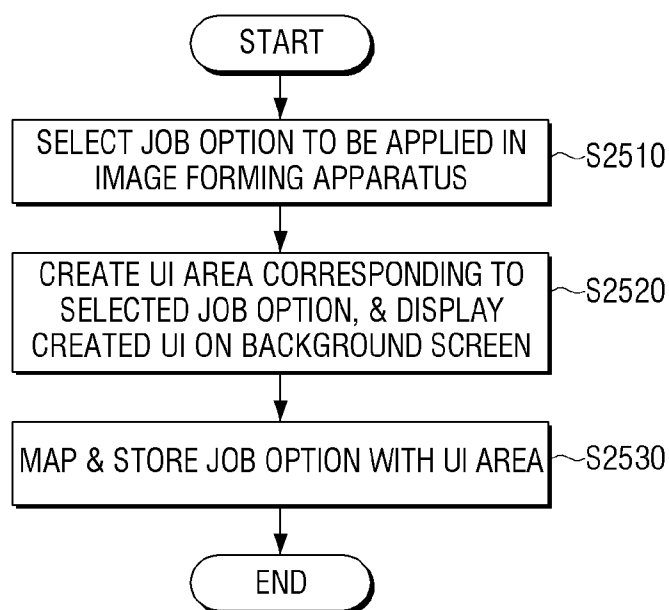 START
SELECT JOB OPTION TO BE APPLIED IN
IMAGE FORMING APPARATUS
S2510
CREATE UI AREA CORRESPONDING TO
SELECTED JOB OPTION, & DISPLAY
CREATED UI ON BACKGROUND SCREEN
S2520
MAP & STORE JOB OPTION WITH UI AREA
S2530
END